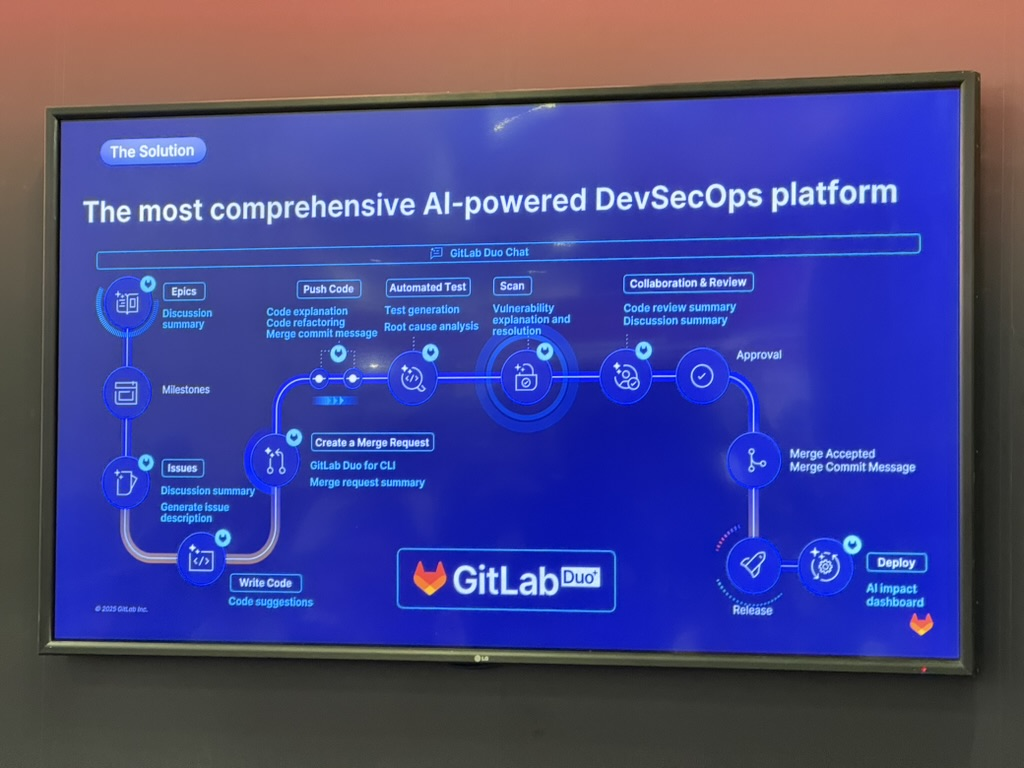 The Solution
The most comprehensive AI-powered DevSecOps platform
GitLab Duo Chat
Epics
Discussion
summary
Milestones
Issues
Discussion summary
Generate issue
description
Write Code
Code suggestions
Create a Merge Request
GitLab Duo for CLI
Merge request summary
Push Code
Code explanation
Code refactoring
Merge commit message
Automated Test
Test generation
Root cause analysis
Scan
Vulnerability
explanation and
resolution
Collaboration & Review
Code review summary
Discussion summary
Approval
Merge Accepted
Merge Commit Message
Release
Deploy
AI impact
dashboard
GitLab Duo
© 2025 GitLab Inc.
LG